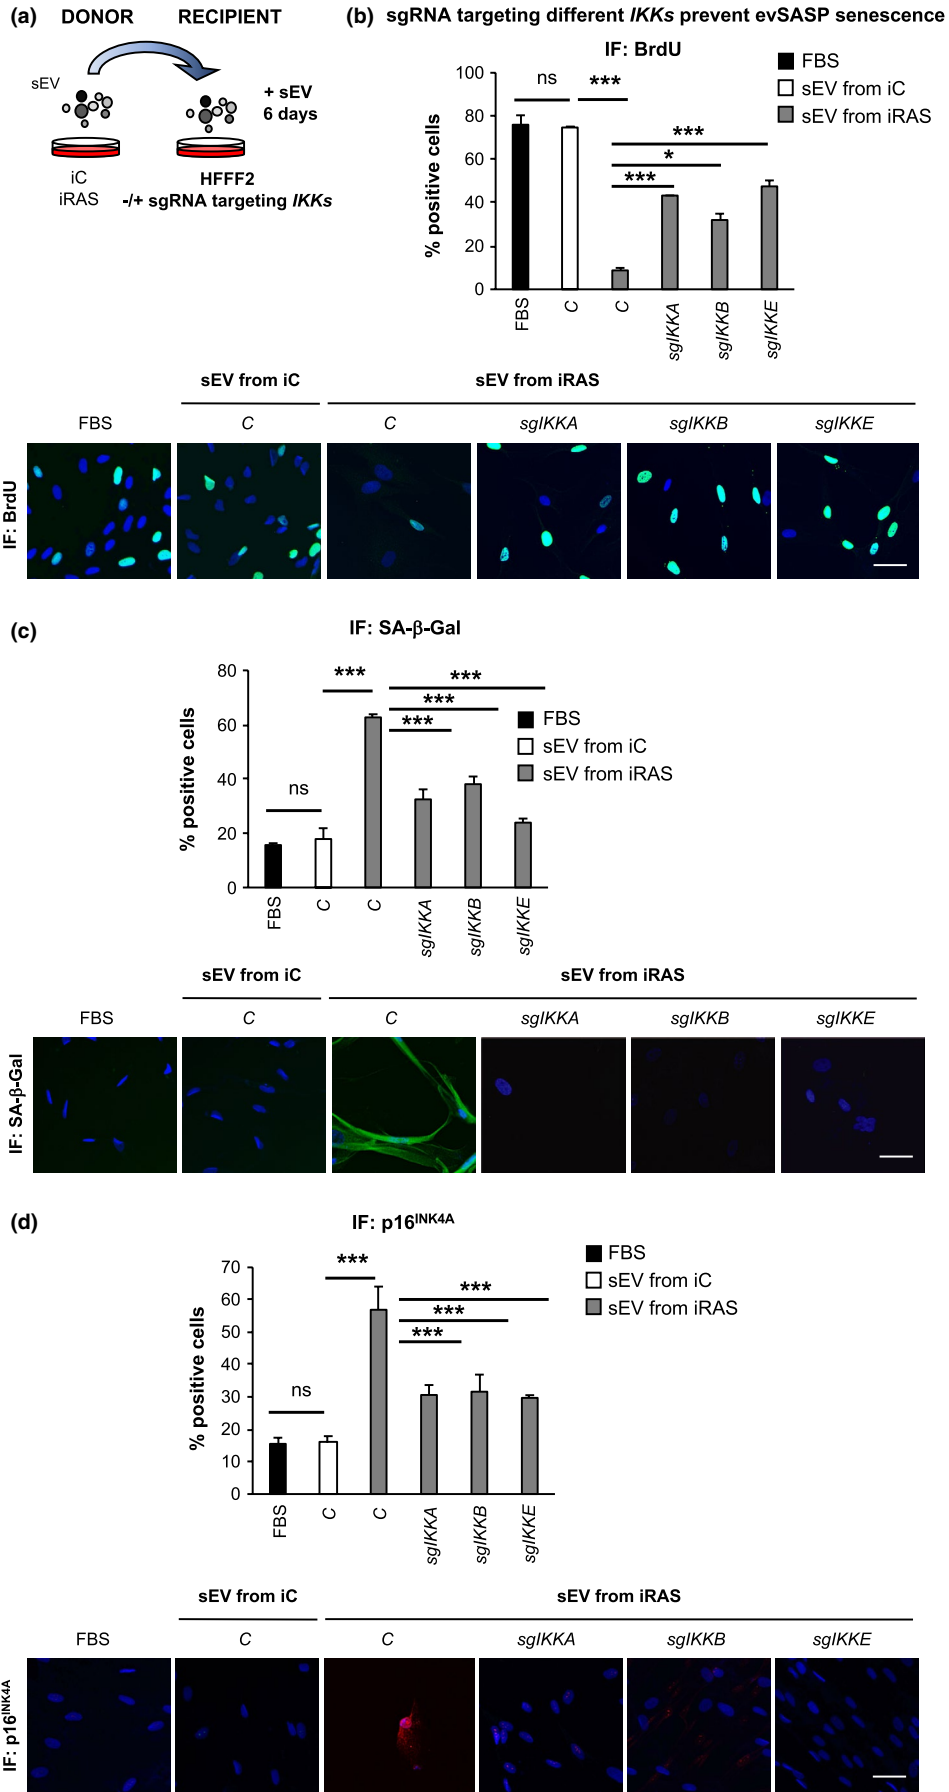 (a) DONOR RECIPIENT
sEV
+ sEV
6 days
iC
iRAS
HFFF2
-/+ sgRNA targeting IKKs
(b) sgRNA targeting different IKKs prevent evSASP senescence
IF: BrdU
FBS
sEV from iC
sEV from iRAS
% positive cells
100
80
60
40
20
0
ns
***
***
*
***
FBS
C
C
sgIKKA
sgIKKB
sgIKKE
sEV from iC sEV from iRAS
FBS C C sgIKKA sgIKKB sgIKKE
IF: BrdU
(c)
IF: SA-β-Gal
FBS
sEV from iC
sEV from iRAS
% positive cells
80
60
40
20
0
ns
***
***
***
***
FBS
C
C
sgIKKA
sgIKKB
sgIKKE
sEV from iC sEV from iRAS
FBS C C sgIKKA sgIKKB sgIKKE
IF: SA-β-Gal
(d)
IF: p16INK4A
FBS
sEV from iC
sEV from iRAS
% positive cells
70
60
50
40
30
20
10
0
ns
***
***
***
***
FBS
C
C
sgIKKA
sgIKKB
sgIKKE
sEV from iC sEV from iRAS
FBS C C sgIKKA sgIKKB sgIKKE
IF: p16INK4A